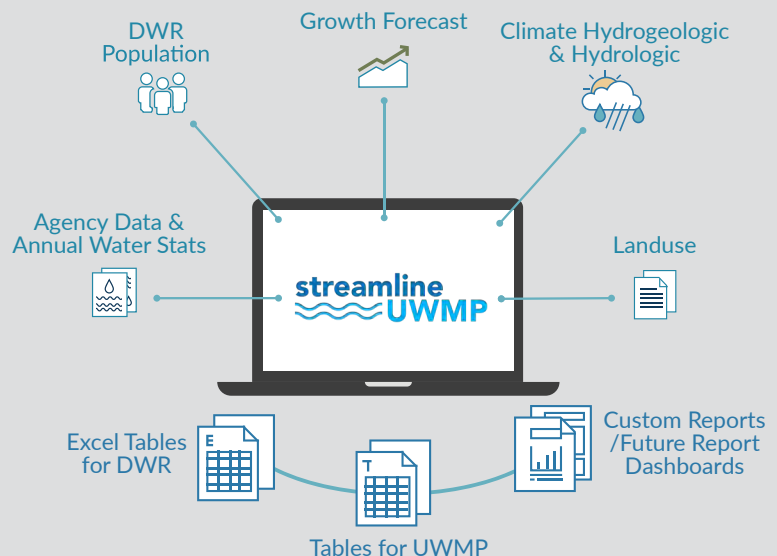 DWR
Population
Growth Forecast
Climate Hydrogeologic
& Hydrologic
Agency Data &
Annual Water Stats
Landuse
streamline
UWMP
Excel Tables
for DWR
E
T
Tables for UWMP
Custom Reports
/Future Report
Dashboards